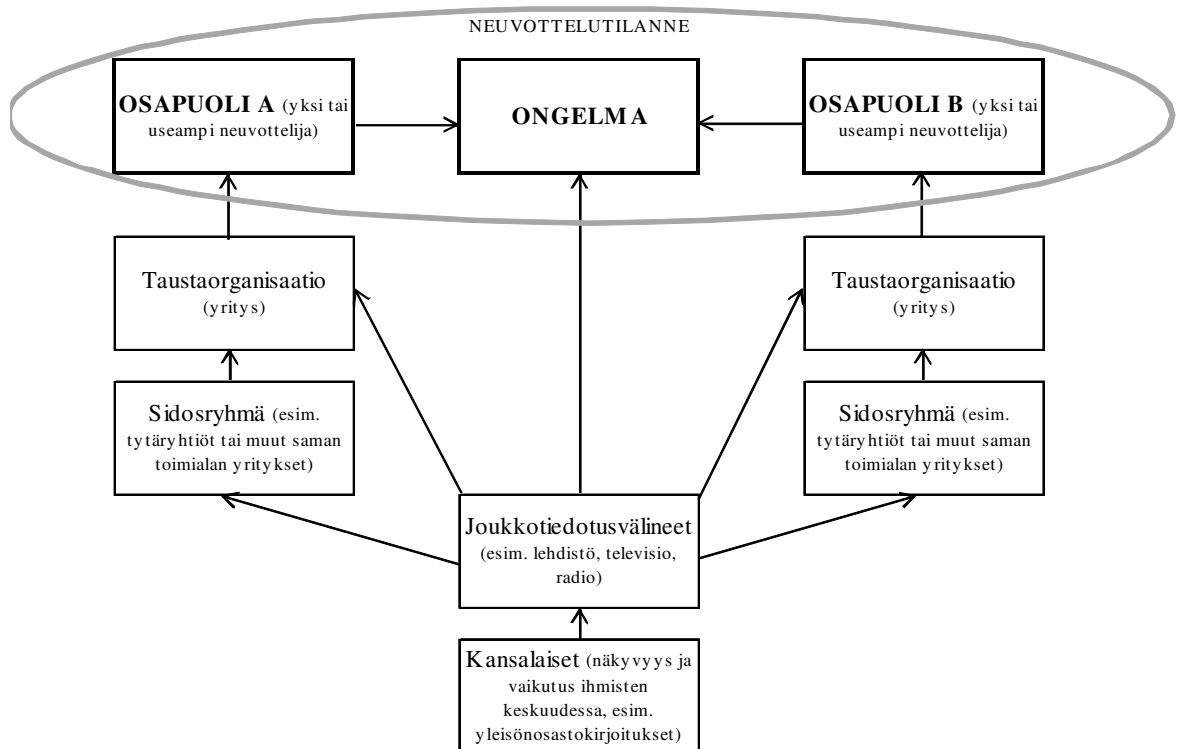 NEUVOTTELUTILANNE
OSAPUOLI A (yksi tai
useampi neuvottelija)
ONGELMA
OSAPUOLI B (yksi tai
useampi neuvottelija)
Taustaorganisaatio
(yritys)
Taustaorganisaatio
(yritys)
Sidosryhmä (esim.
tytäryhtiöt tai muut saman
toimialan yritykset)
Sidosryhmä (esim.
tytäryhtiöt tai muut saman
toimialan yritykset)
Joukkotiedotusvälineet
(esim. lehdistö, televisio,
radio)
Kansalaiset (näkyvyys ja
vaikutus ihmisten
keskuudessa, esim.
yleisönosastokirjoitukset)